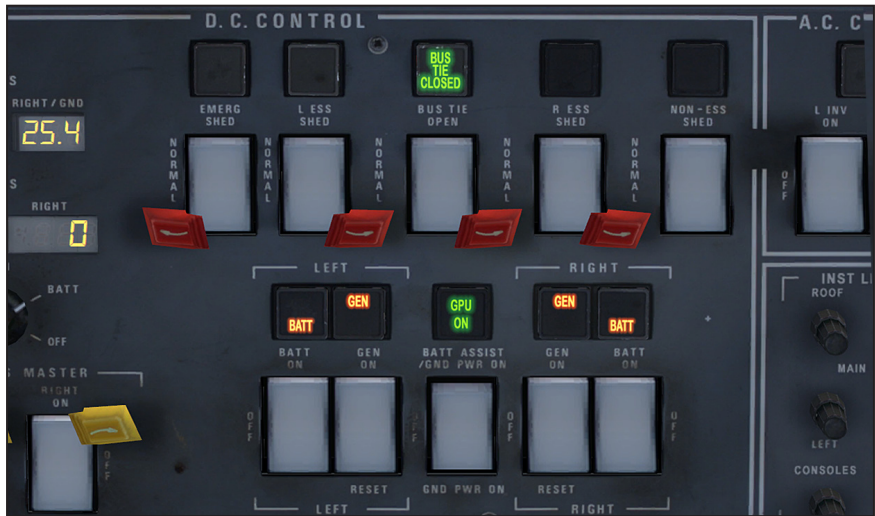 D.C. CONTROL
A.C. C
S
BUS
TIE
CLOSED
RIGHT/GND
25.4
EMERG
SHED
L ESS
SHED
BUS TIE
OPEN
R ESS
SHED
NON-ESS
SHED
L INV
ON
NORMAL
NORMAL
NORMAL
NORMAL
NORMAL
OFF
S
RIGHT
0
LEFT
RIGHT
INST L
ROOF
BATT
OFF
BATT
GEN
GPU
ON
GEN
BATT
BATT
ON
GEN
ON
BATT ASSIST
/GND PWR ON
GEN
ON
BATT
ON
MAIN
MASTER
RIGHT
ON
OFF
OFF
OFF
OFF
OFF
LEFT
RESET
GND PWR ON
RESET
CONSOLES
LEFT
RIGHT